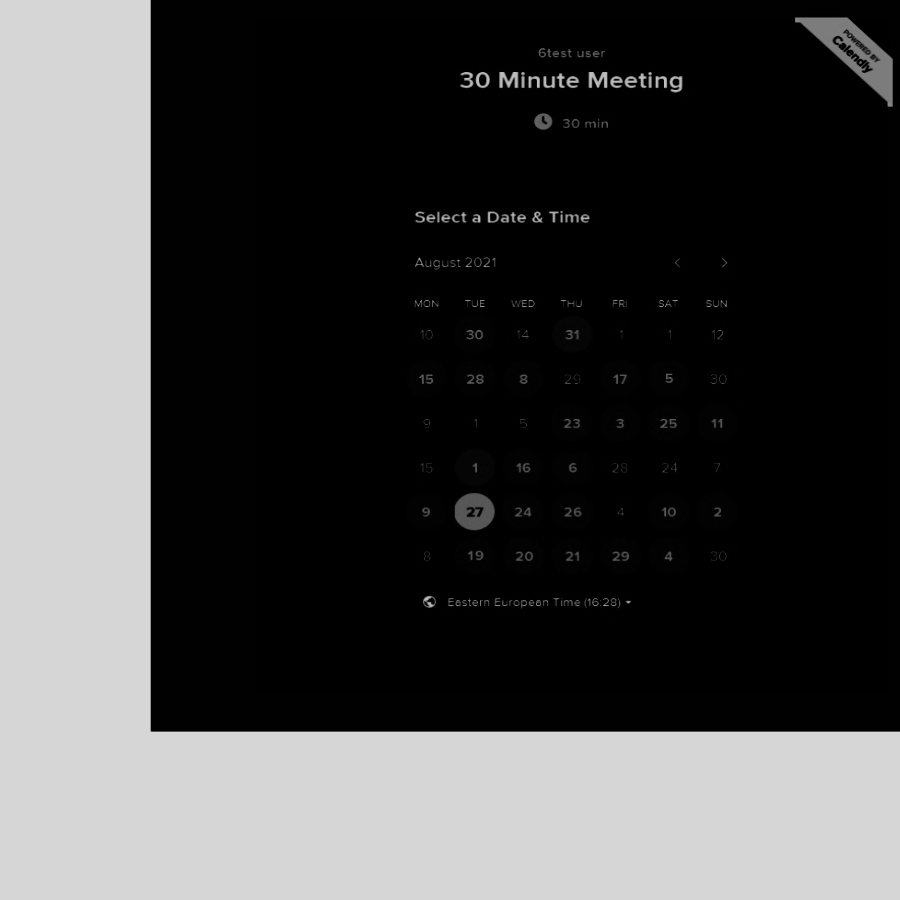 POWERED BY
Calendly
6test user
30 Minute Meeting
30 min
Select a Date & Time
August 2021
MON TUE WED THU FRI SAT SUN
10 30 14 31 1 1 12
15 28 8 29 17 5 30
9 1 5 23 3 25 11
15 1 16 6 28 24 7
9 27 24 26 4 10 2
8 19 20 21 29 4 30
Eastern European Time (16:28)